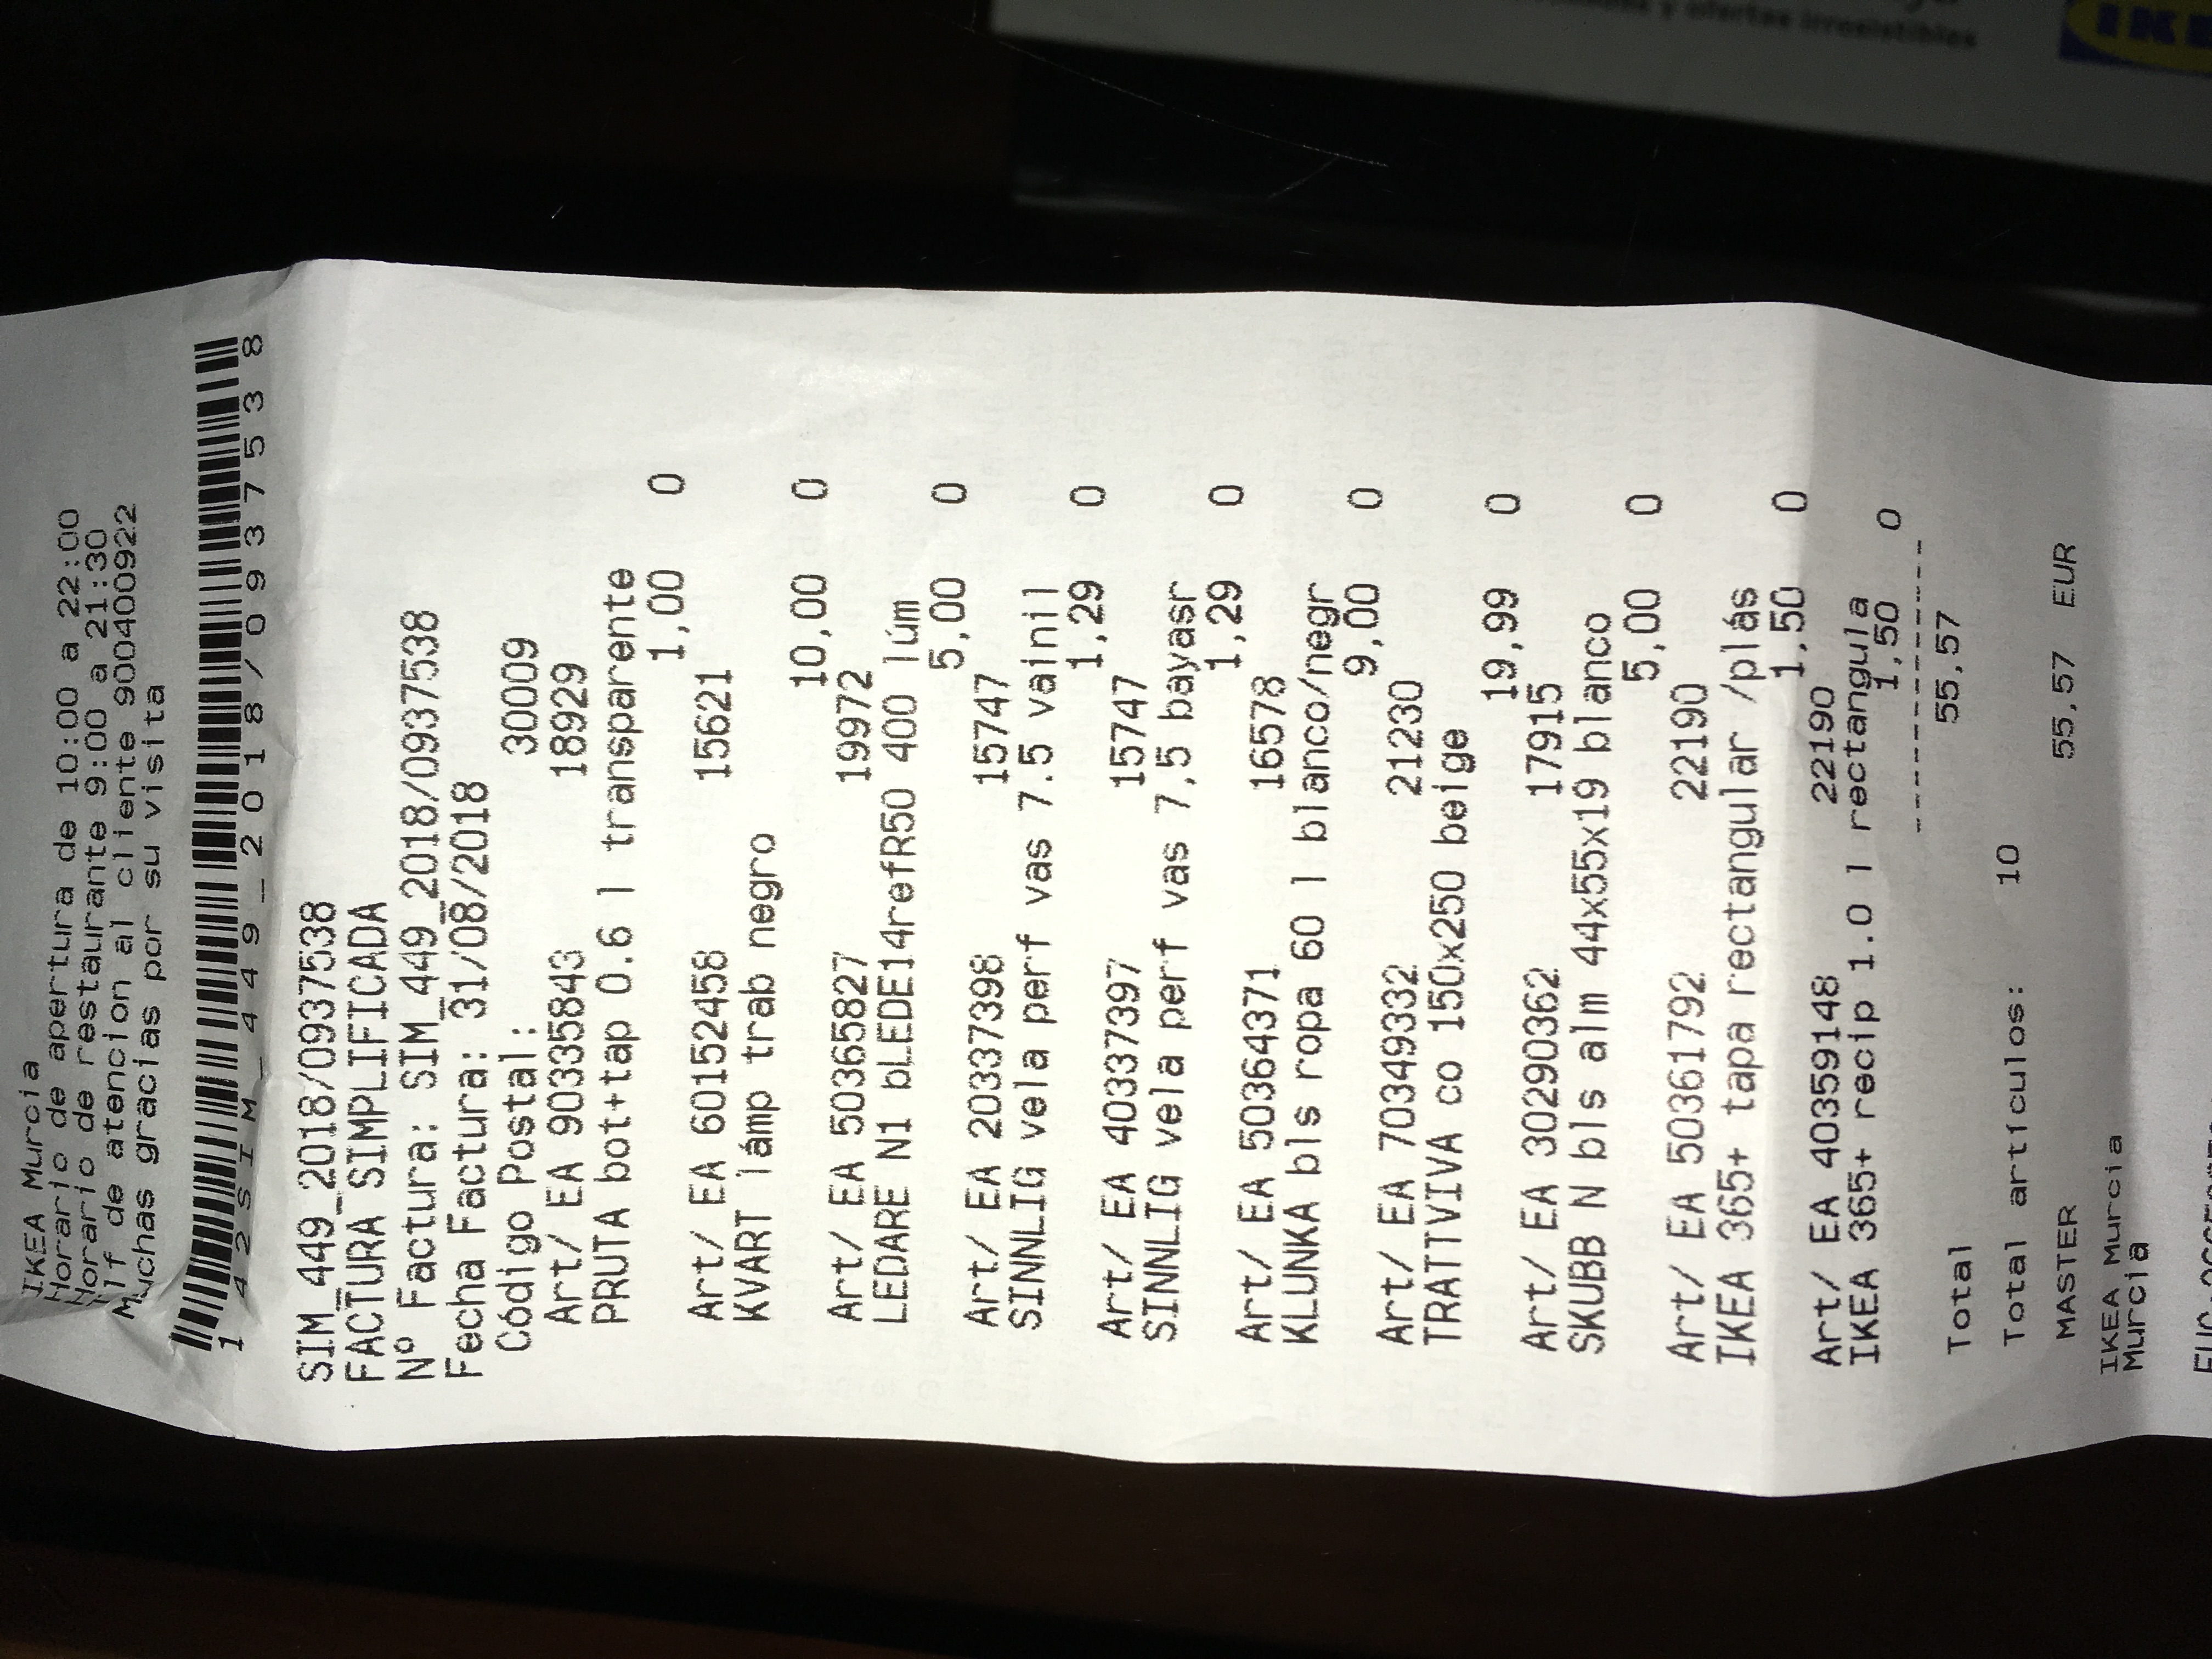 IKEA Murcia
Horario de apertura de 10:00 a 22:00
Horario de restaurante 9:00 a 21:30
Tlf de atencion al cliente 900400922
Muchas gracias por su visita
1 42SIM_449_2018/0937538
SIM_449_2018/0937538
FACTURA SIMPLIFICADA
Nº Factura: SIM_449_2018/0937538
Fecha Factura: 31/08/2018
Código Postal: 30009
Art/ EA 90335843 18929
PRUTA bot+tap 0.6 l transparente
1,00 0
Art/ EA 60152458 15621
KVART lámp trab negro
10,00 0
Art/ EA 50365827 19972
LEDARE N1 bLEDE14refR50 400 lúm
5,00 0
Art/ EA 20337398 15747
SINNLIG vela perf vas 7.5 vainil
1,29 0
Art/ EA 40337397 15747
SINNLIG vela perf vas 7,5 bayasr
1,29 0
Art/ EA 50364371 16578
KLUNKA bls ropa 60 l blanco/negr
9,00 0
Art/ EA 70349332 21230
TRATTVIVA co 150x250 beige
19,99 0
Art/ EA 30290362 17915
SKUBB N bls alm 44x55x19 blanco
5,00 0
Art/ EA 50361792 22190
IKEA 365+ tapa rectangular /plás
1,50 0
Art/ EA 40359148 22190
IKEA 365+ recip 1.0 l rectangula
1,50 0
-------------
Total 55,57
Total artículos: 10
MASTER 55,57 EUR
IKEA Murcia
Murcia